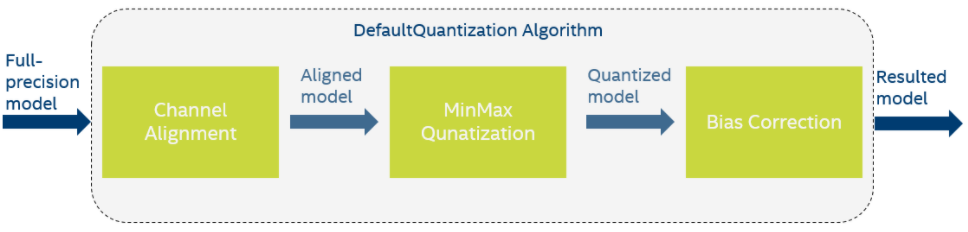 DefaultQuantization Algorithm
Full-
precision
model
Channel
Alignment
Aligned
model
MinMax
Qunatization
Quantized
model
Bias Correction
Resulted
model